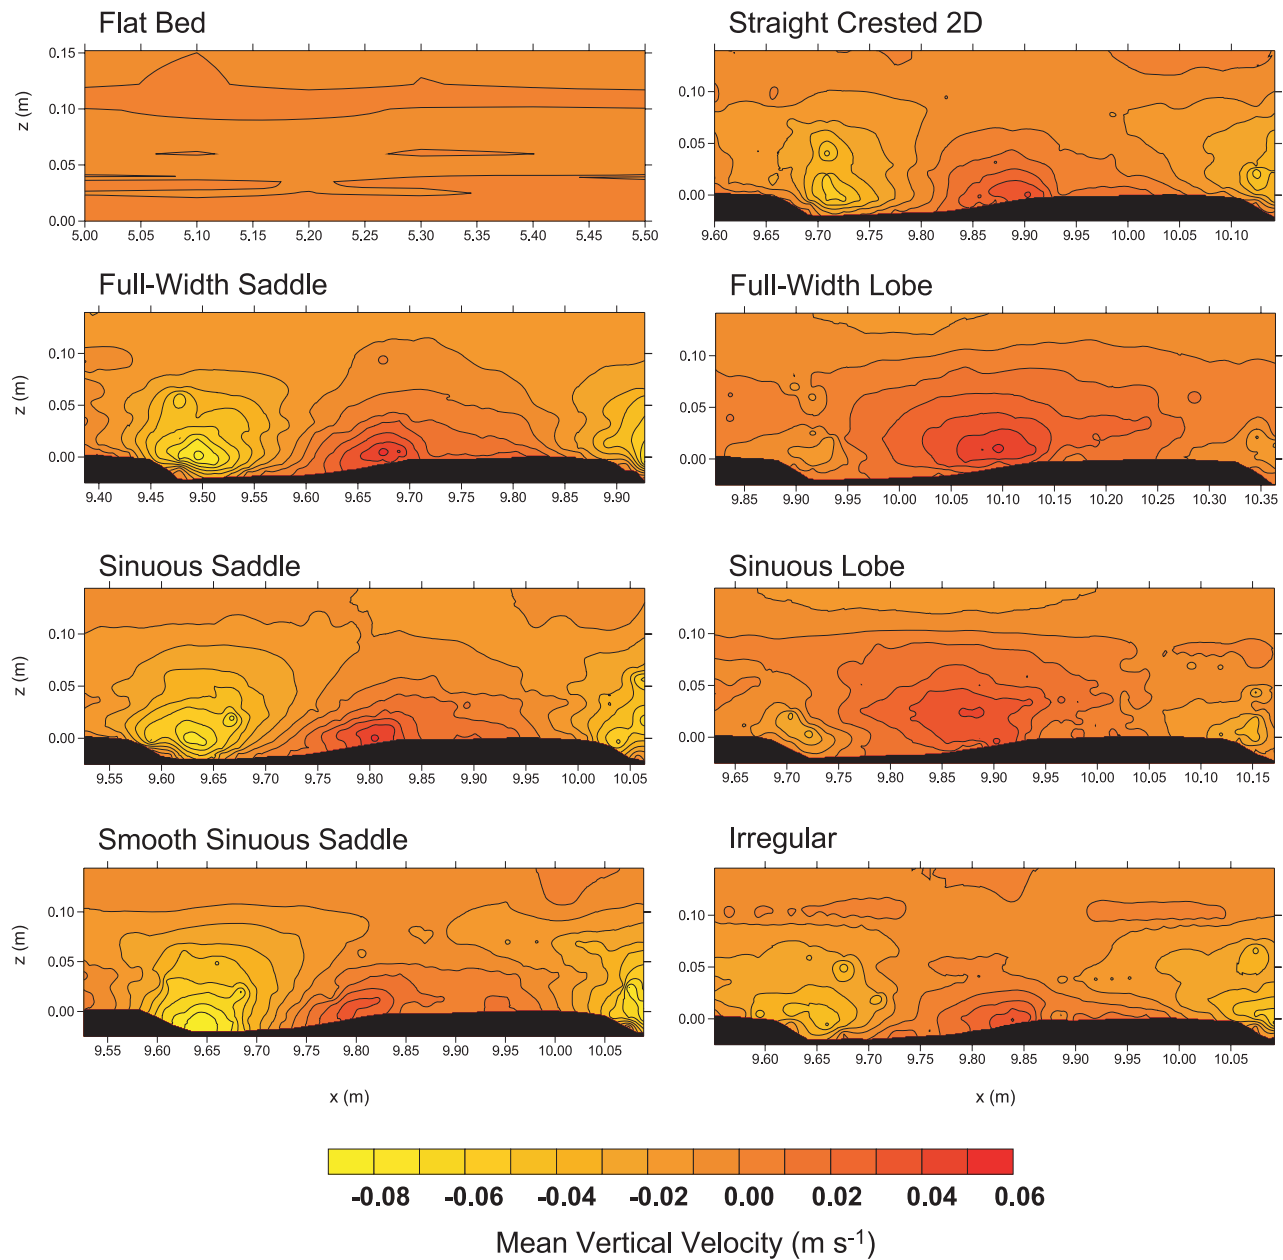 Flat Bed
Straight Crested 2D
0.15
0.10
0.05
0.00
z (m)
5.00 5.05 5.10 5.15 5.20 5.25 5.30 5.35 5.40 5.45 5.50
0.10
0.05
0.00
9.60 9.65 9.70 9.75 9.80 9.85 9.90 9.95 10.00 10.05 10.10
Full-Width Saddle
Full-Width Lobe
0.10
0.05
0.00
z (m)
9.40 9.45 9.50 9.55 9.60 9.65 9.70 9.75 9.80 9.85 9.90
0.10
0.05
0.00
9.85 9.90 9.95 10.00 10.05 10.10 10.15 10.20 10.25 10.30 10.35
Sinuous Saddle
Sinuous Lobe
0.10
0.05
0.00
z (m)
9.55 9.60 9.65 9.70 9.75 9.80 9.85 9.90 9.95 10.00 10.05
0.10
0.05
0.00
9.65 9.70 9.75 9.80 9.85 9.90 9.95 10.00 10.05 10.10 10.15
Smooth Sinuous Saddle
Irregular
0.10
0.05
0.00
z (m)
9.55 9.60 9.65 9.70 9.75 9.80 9.85 9.90 9.95 10.00 10.05
0.10
0.05
0.00
9.60 9.65 9.70 9.75 9.80 9.85 9.90 9.95 10.00 10.05
x (m)
x (m)
-0.08 -0.06 -0.04 -0.02 0.00 0.02 0.04 0.06
Mean Vertical Velocity (m s⁻¹)